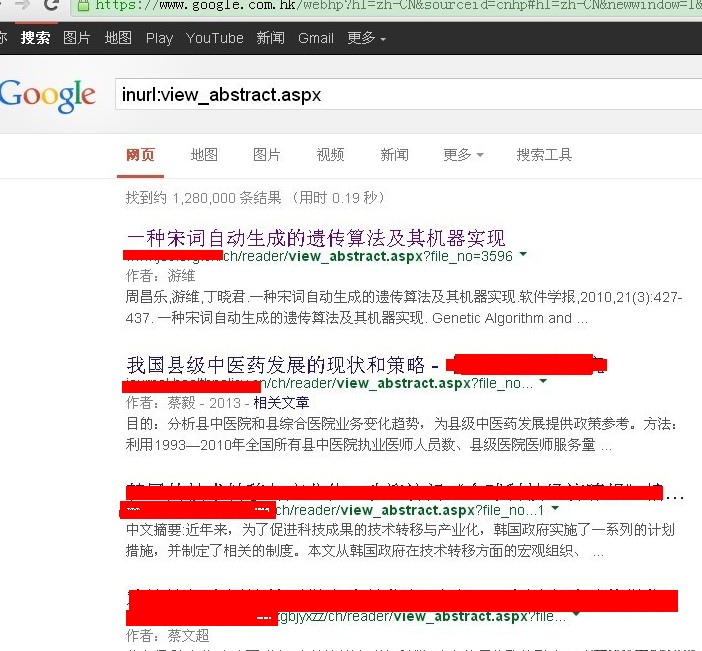 https://www.google.com.hk/webhp?hl=zh-CN&sourceid=cnhp#hl=zh-CN&newwindow=1&
搜索 图片 地图 Play YouTube 新闻 Gmail 更多
Google
inurl:view_abstract.aspx
网页 地图 图片 视频 新闻 更多 搜索工具
找到约 1,280,000 条结果 （用时 0.19 秒）
一种宋词自动生成的遗传算法及其机器实现
/ch/reader/view_abstract.aspx?file_no=3596
作者：游维
周昌乐,游维,丁晓君.一种宋词自动生成的遗传算法及其机器实现.软件学报,2010,21(3):427-
437. 一种宋词自动生成的遗传算法及其机器实现. Genetic Algorithm and ...
我国县级中医药发展的现状和策略 -
cn/ch/reader/view_abstract.aspx?file_no...
作者：蔡毅 - 2013 - 相关文章
目的：分析县中医院和县综合医院业务变化趋势，为县级中医药发展提供政策参考。方法：
利用1993—2010年全国所有县中医院执业医师人员数、县级医院医师服务量 ...
...
ch/reader/view_abstract.aspx?file_no...1
中文摘要:近年来，为了促进科技成果的技术转移与产业化，韩国政府实施了一系列的计划
措施，并制定了相关的制度。本文从韩国政府在技术转移方面的宏观组织、 ...
rgbjyxzz/ch/reader/view_abstract.aspx?file...
作者：蔡文超